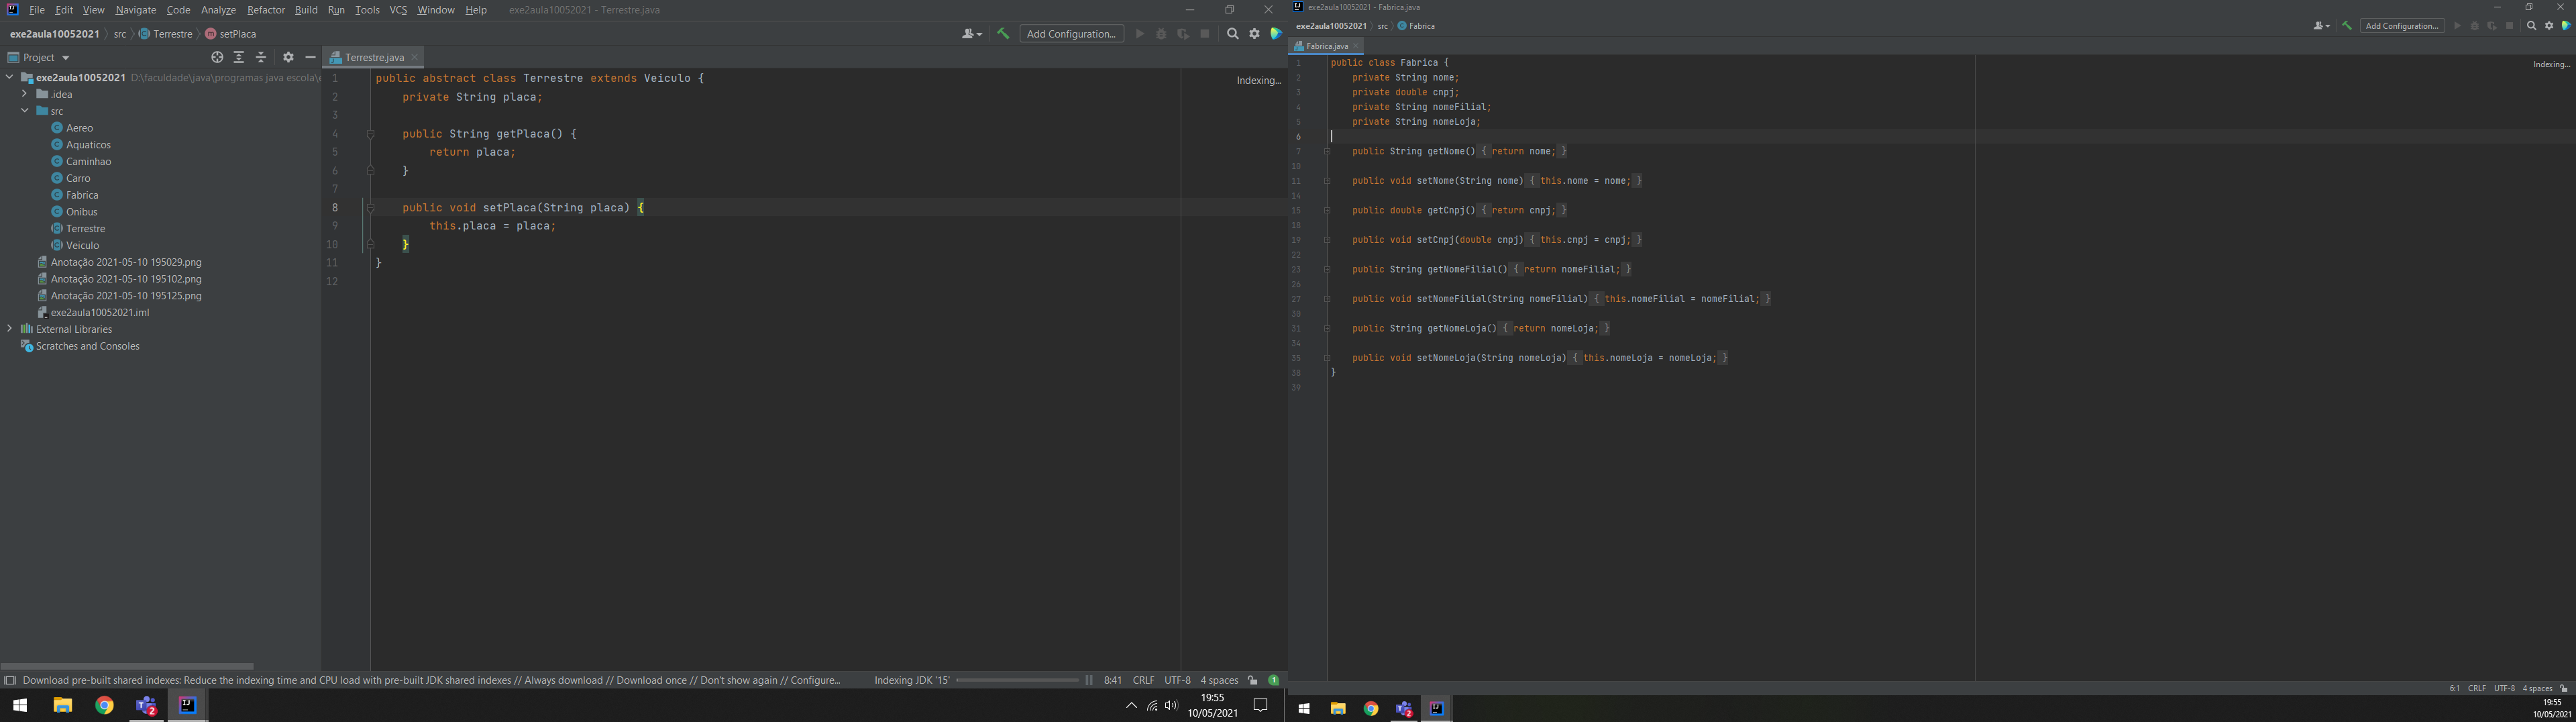 File Edit View Navigate Code Analyze Refactor Build Run Tools VCS Window Help exe2aula10052021 - Terrestre.java
exe2aula10052021 src Terrestre setPlaca Add Configuration...
Project
Terrestre.java
exe2aula10052021 D:\faculdade\java\programas java escola\e
.idea
src
Aereo
Aquaticos
Caminhao
Carro
Fabrica
Onibus
Terrestre
Veiculo
Anotação 2021-05-10 195029.png
Anotação 2021-05-10 195102.png
Anotação 2021-05-10 195125.png
exe2aula10052021.iml
External Libraries
Scratches and Consoles
Indexing...
1 public abstract class Terrestre extends Veiculo {
2 private String placa;
3
4 public String getPlaca() {
5 return placa;
6 }
7
8 public void setPlaca(String placa) {
9 this.placa = placa;
10 }
11 }
12
Download pre-built shared indexes: Reduce the indexing time and CPU load with pre-built JDK shared indexes // Always download // Download once // Don't show again // Configure... Indexing JDK '15' 8:41 CRLF UTF-8 4 spaces 1
2
19:55
10/05/2021
exe2aula10052021 - Fabrica.java
exe2aula10052021 src Fabrica Add Configuration...
Fabrica.java
Indexing...
1 public class Fabrica {
2 private String nome;
3 private double cnpj;
4 private String nomeFilial;
5 private String nomeLoja;
6
7 public String getNome() { return nome; }
10
11 public void setNome(String nome) { this.nome = nome; }
14
15 public double getCnpj() { return cnpj; }
18
19 public void setCnpj(double cnpj) { this.cnpj = cnpj; }
22
23 public String getNomeFilial() { return nomeFilial; }
26
27 public void setNomeFilial(String nomeFilial) { this.nomeFilial = nomeFilial; }
30
31 public String getNomeLoja() { return nomeLoja; }
34
35 public void setNomeLoja(String nomeLoja) { this.nomeLoja = nomeLoja; }
38 }
39
6:1 CRLF UTF-8 4 spaces
2
19:55
10/05/2021